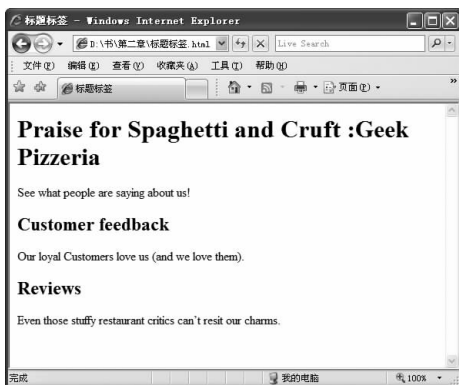 标题标签 - Windows Internet Explorer
D:\书\第二章\标题标签.html Live Search
文件(F) 编辑(E) 查看(V) 收藏夹(A) 工具(T) 帮助(H)
标题标签 页面(P) »
Praise for Spaghetti and Cruft :Geek
Pizzeria
See what people are saying about us!
Customer feedback
Our loyal Customers love us (and we love them).
Reviews
Even those stuffy restaurant critics can't resit our charms.
完成 我的电脑 100%